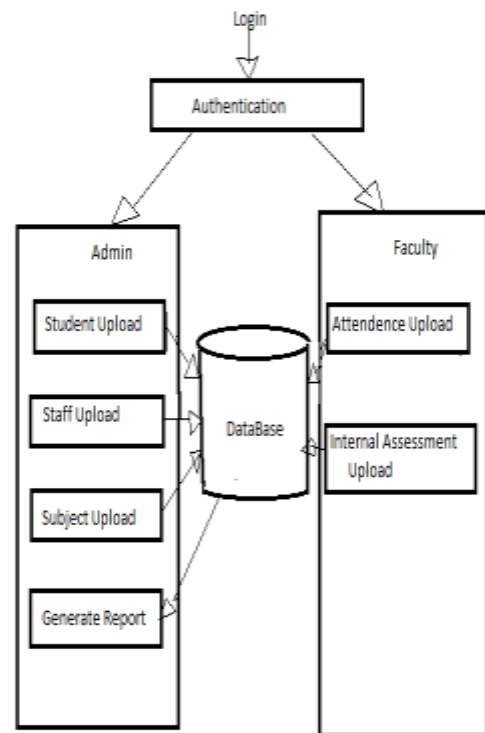 Login
Authentication
Admin
Student Upload
Staff Upload
Subject Upload
Generate Report
DataBase
Faculty
Attendence Upload
Internal Assessment
Upload